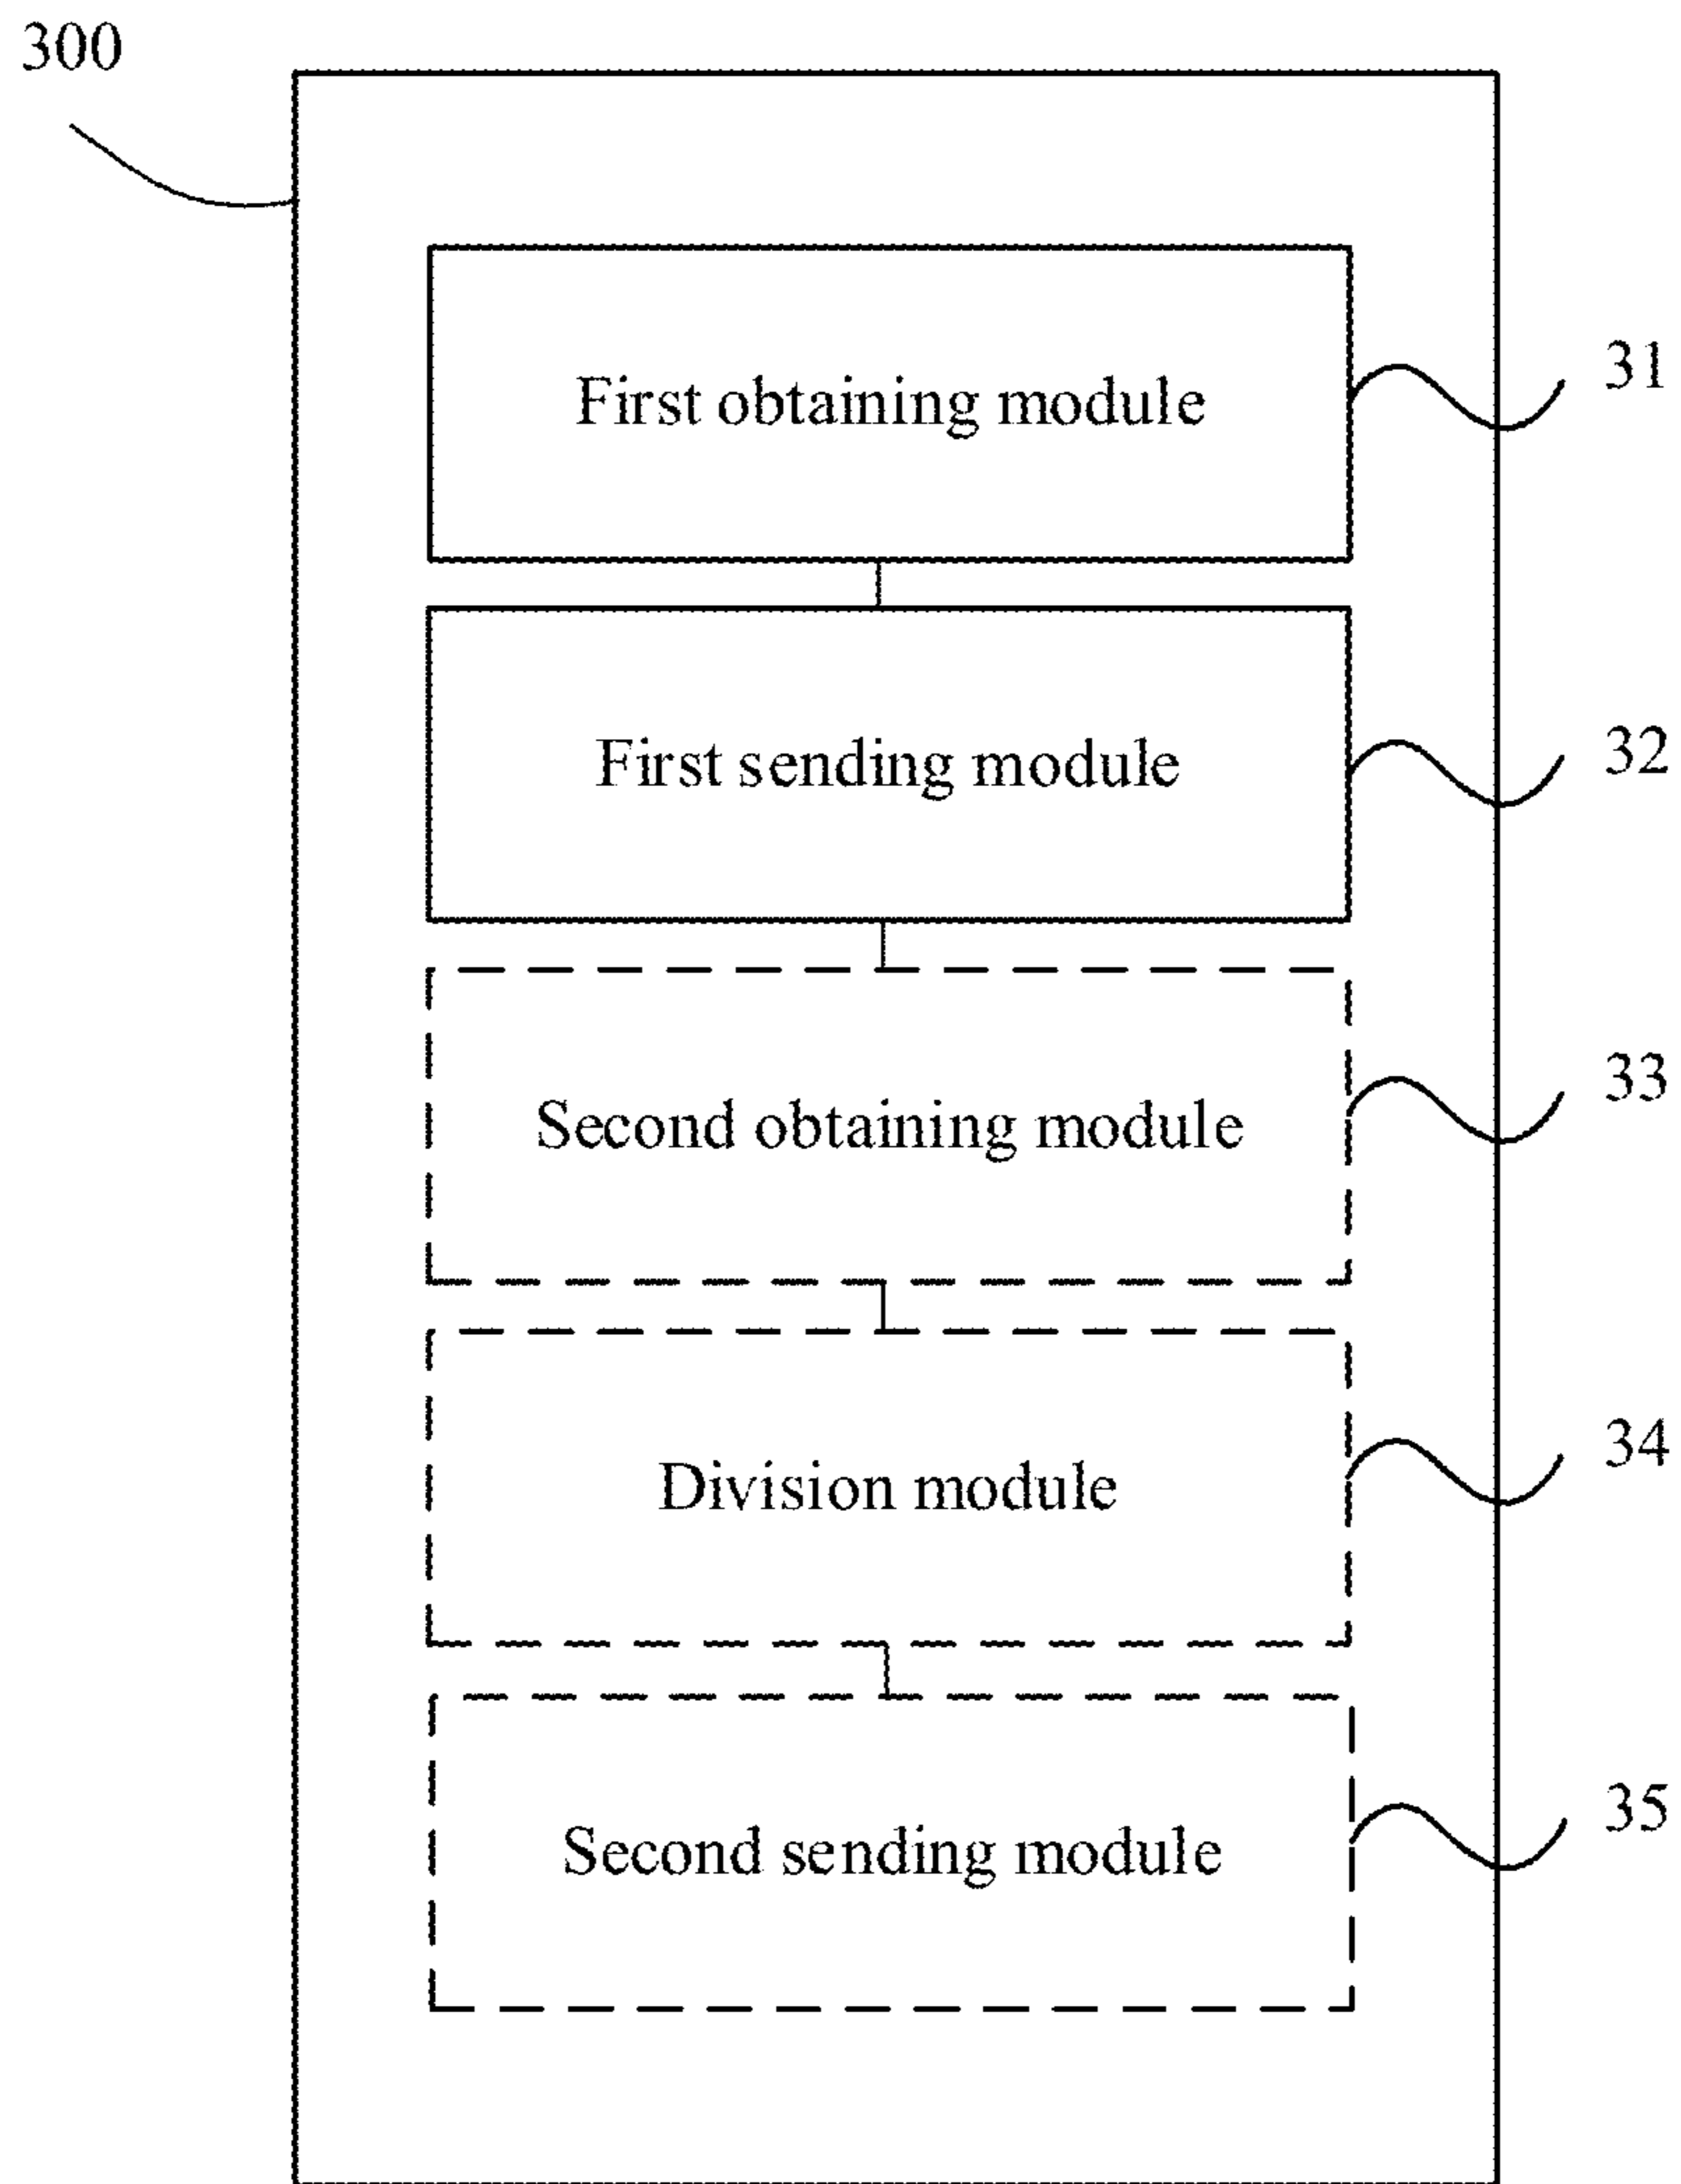 300
First obtaining module
31
First sending module
32
Second obtaining module
33
Division module
34
Second sending module
35